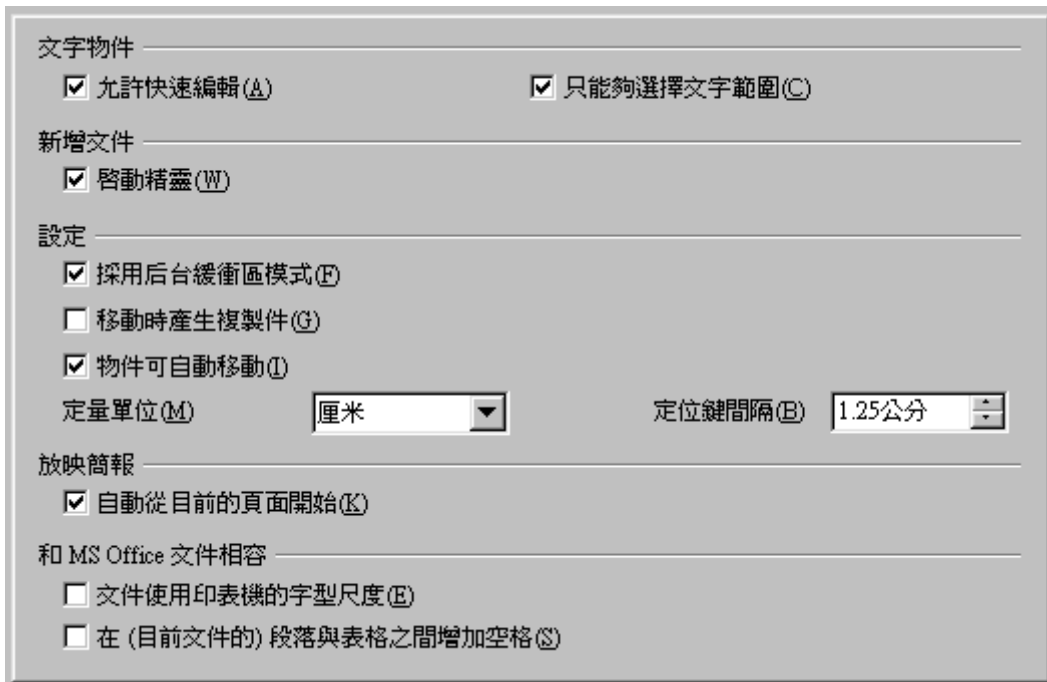 文字物件
允許快速編輯(A) 只能夠選擇文字範圍(C)
新增文件
啓動精靈(W)
設定
採用后台緩衝區模式(F)
移動時產生複製件(G)
物件可自動移動(I)
定量單位(M) 厘米 定位鍵間隔(B) 1.25公分
放映簡報
自動從目前的頁面開始(K)
和 MS Office 文件相容
文件使用印表機的字型尺度(E)
在 (目前文件的) 段落與表格之間增加空格(S)